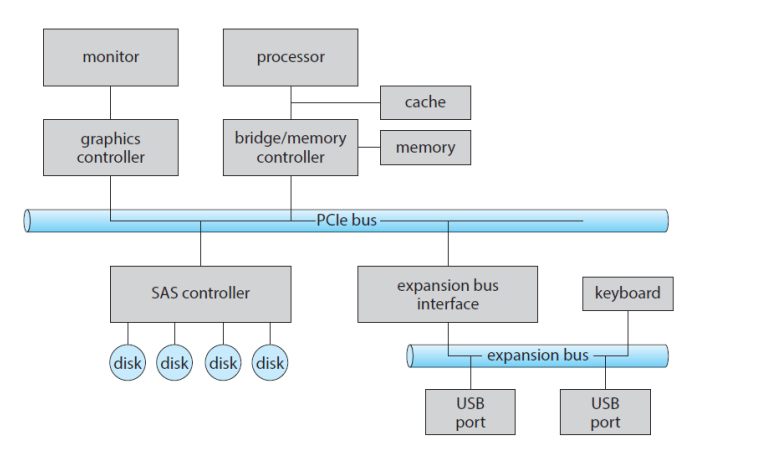 monitor
processor
cache
graphics
controller
bridge/memory
controller
memory
PCIe bus
SAS controller
expansion bus
interface
keyboard
disk
disk
disk
disk
expansion bus
USB
port
USB
port